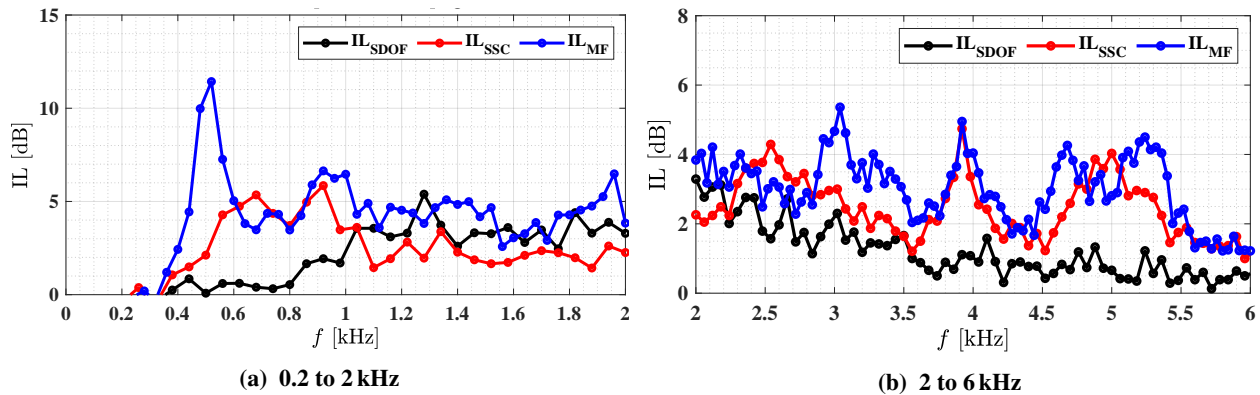 IL_SDOF IL_SSC IL_MF
15
10
5
0
IL [dB]
0 0.2 0.4 0.6 0.8 1 1.2 1.4 1.6 1.8 2
f [kHz]
(a) 0.2 to 2 kHz
IL_SDOF IL_SSC IL_MF
8
6
4
2
0
IL [dB]
2 2.5 3 3.5 4 4.5 5 5.5 6
f [kHz]
(b) 2 to 6 kHz